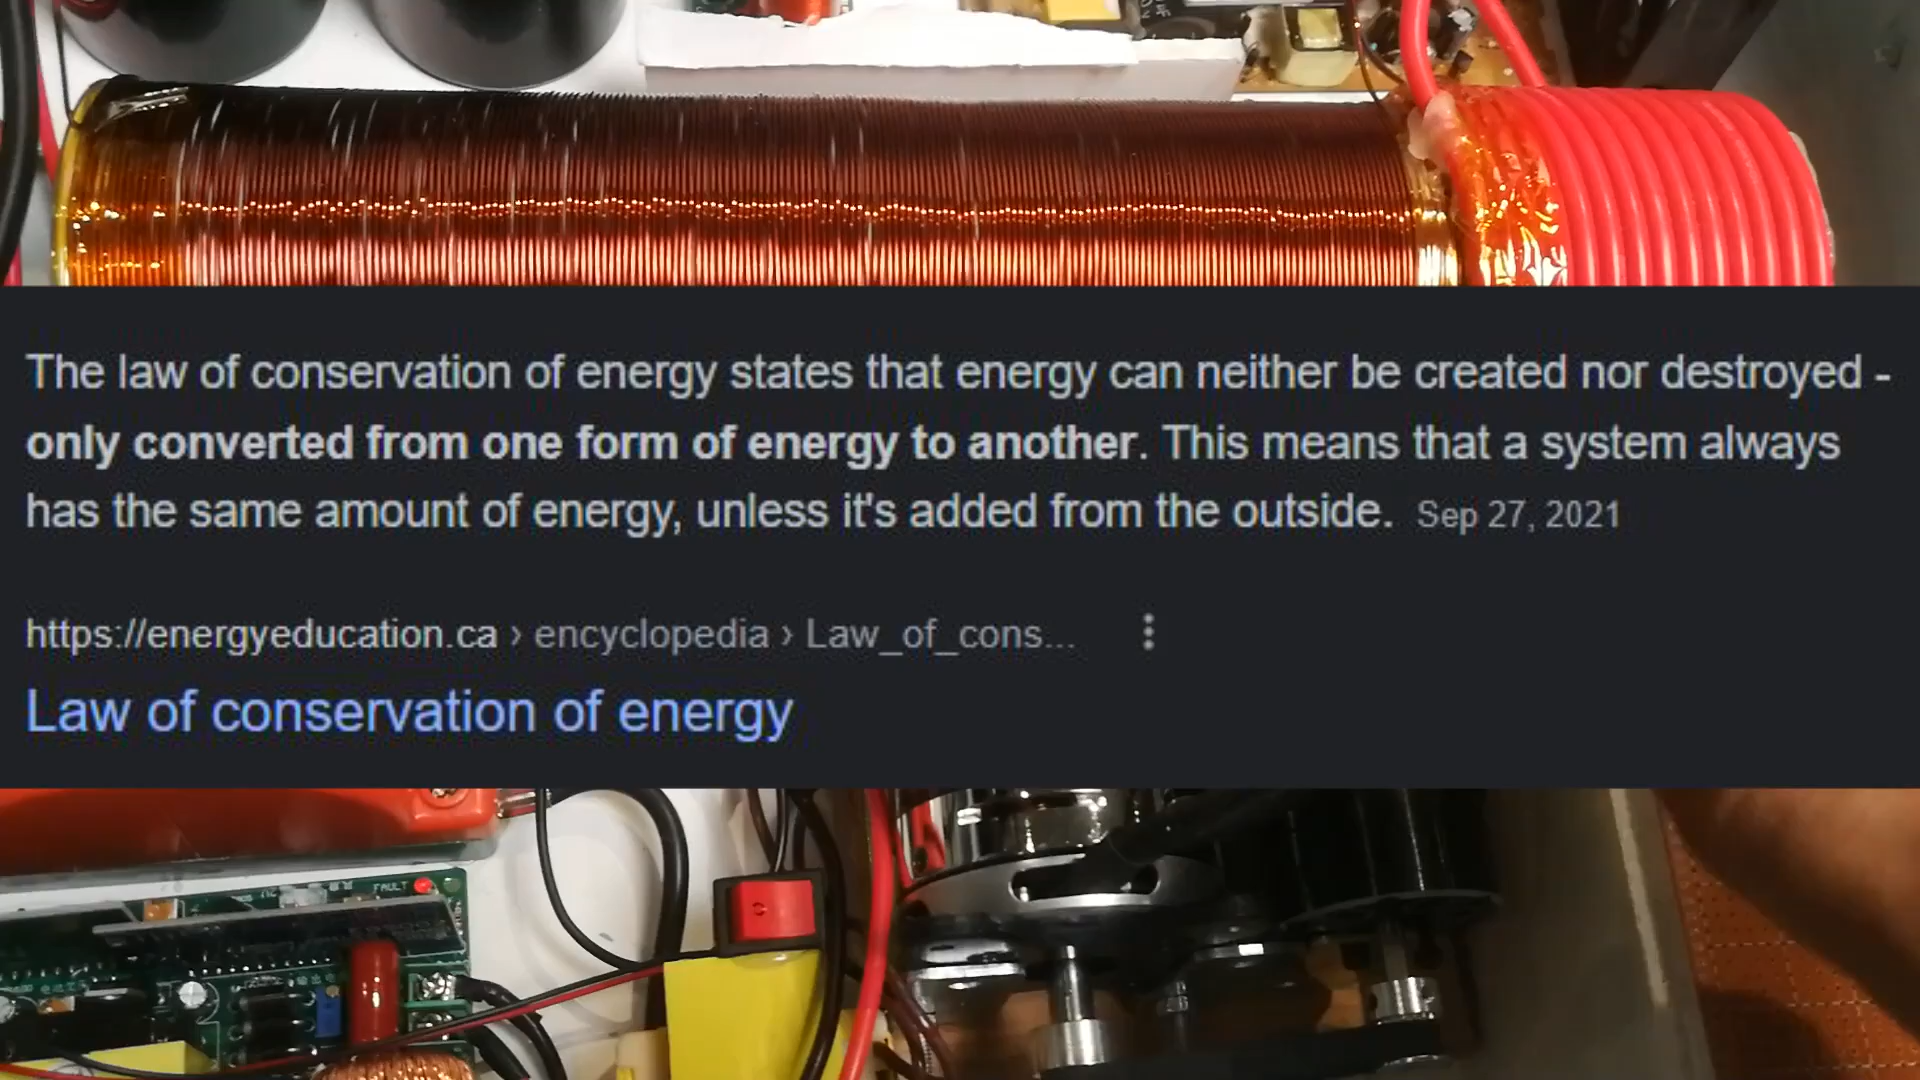 The law of conservation of energy states that energy can neither be created nor destroyed -
only converted from one form of energy to another. This means that a system always
has the same amount of energy, unless it's added from the outside. Sep 27, 2021
https://energyeducation.ca › encyclopedia › Law_of_cons...
Law of conservation of energy
FAULT